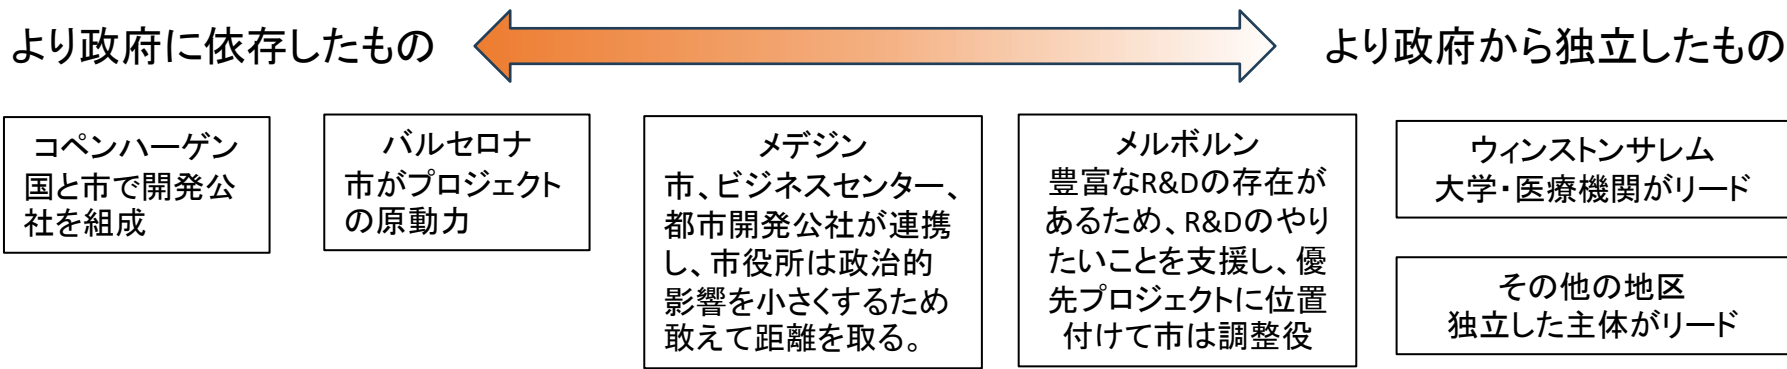 より政府に依存したもの
より政府から独立したもの
コペンハーゲン
国と市で開発公
社を組成
バルセロナ
市がプロジェクト
の原動力
メデジン
市、ビジネスセンター、
都市開発公社が連携
し、市役所は政治的
影響を小さくするため
敢えて距離を取る。
メルボルン
豊富なR&Dの存在が
あるため、R&Dのやり
たいことを支援し、優
先プロジェクトに位置
付けて市は調整役
ウィンストンサレム
大学・医療機関がリード
その他の地区
独立した主体がリード